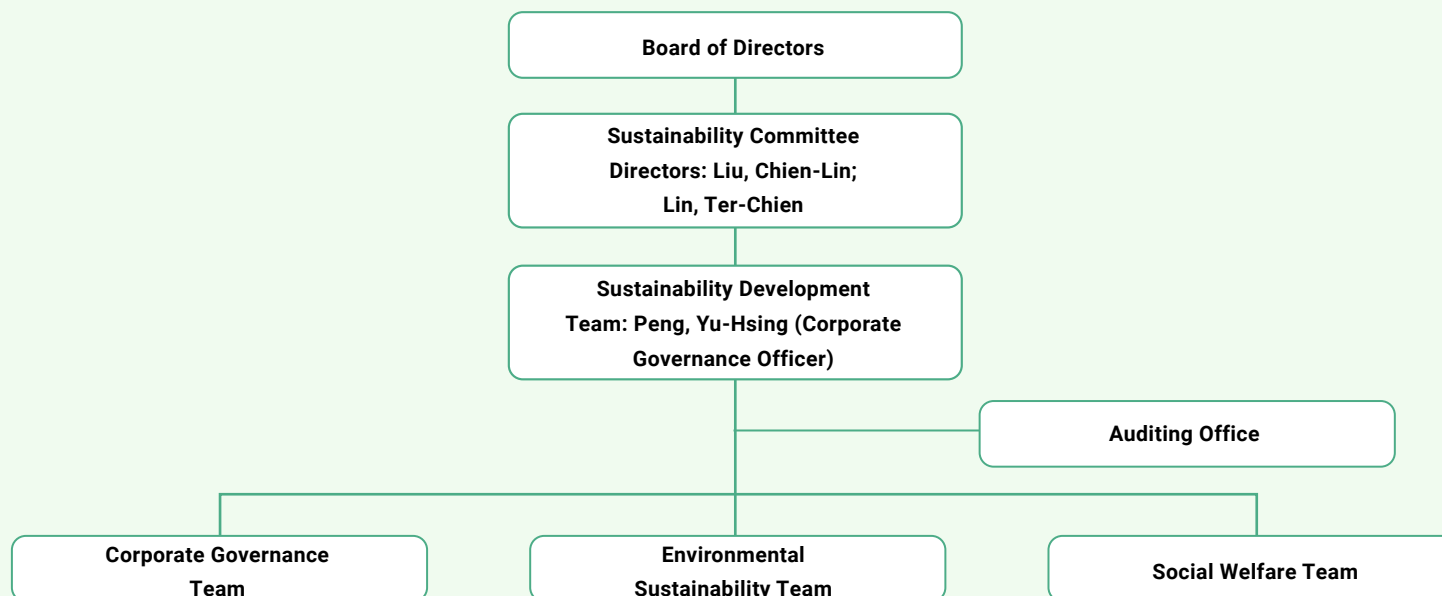 Board of Directors
Sustainability Committee
Directors: Liu, Chien-Lin;
Lin, Ter-Chien
Sustainability Development
Team: Peng, Yu-Hsing (Corporate
Governance Officer)
Auditing Office
Corporate Governance
Team
Environmental
Sustainability Team
Social Welfare Team